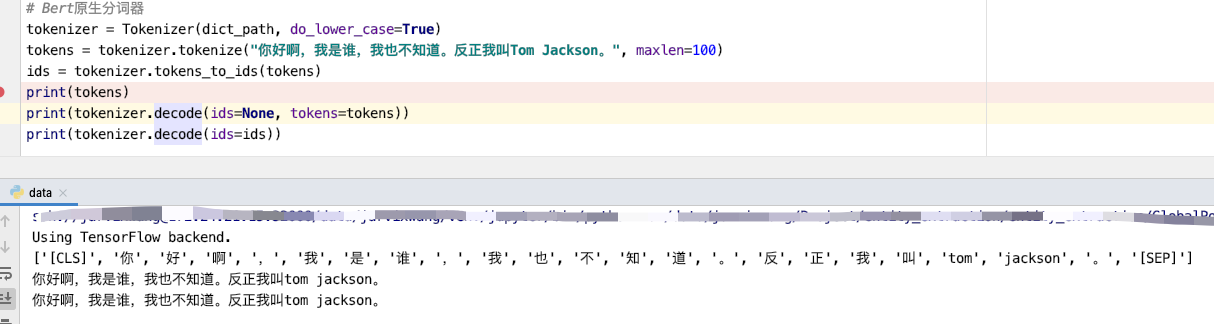 # Bert原生分词器
tokenizer = Tokenizer(dict_path, do_lower_case=True)
tokens = tokenizer.tokenize("你好啊，我是谁，我也不知道。反正我叫Tom Jackson。", maxlen=100)
ids = tokenizer.tokens_to_ids(tokens)
print(tokens)
print(tokenizer.decode(ids=None, tokens=tokens))
print(tokenizer.decode(ids=ids))
data
Using TensorFlow backend.
['[CLS]', '你', '好', '啊', '，', '我', '是', '谁', '，', '我', '也', '不', '知', '道', '。', '反', '正', '我', '叫', 'tom', 'jackson', '。', '[SEP]']
你好啊，我是谁，我也不知道。反正我叫tom jackson。
你好啊，我是谁，我也不知道。反正我叫tom jackson。